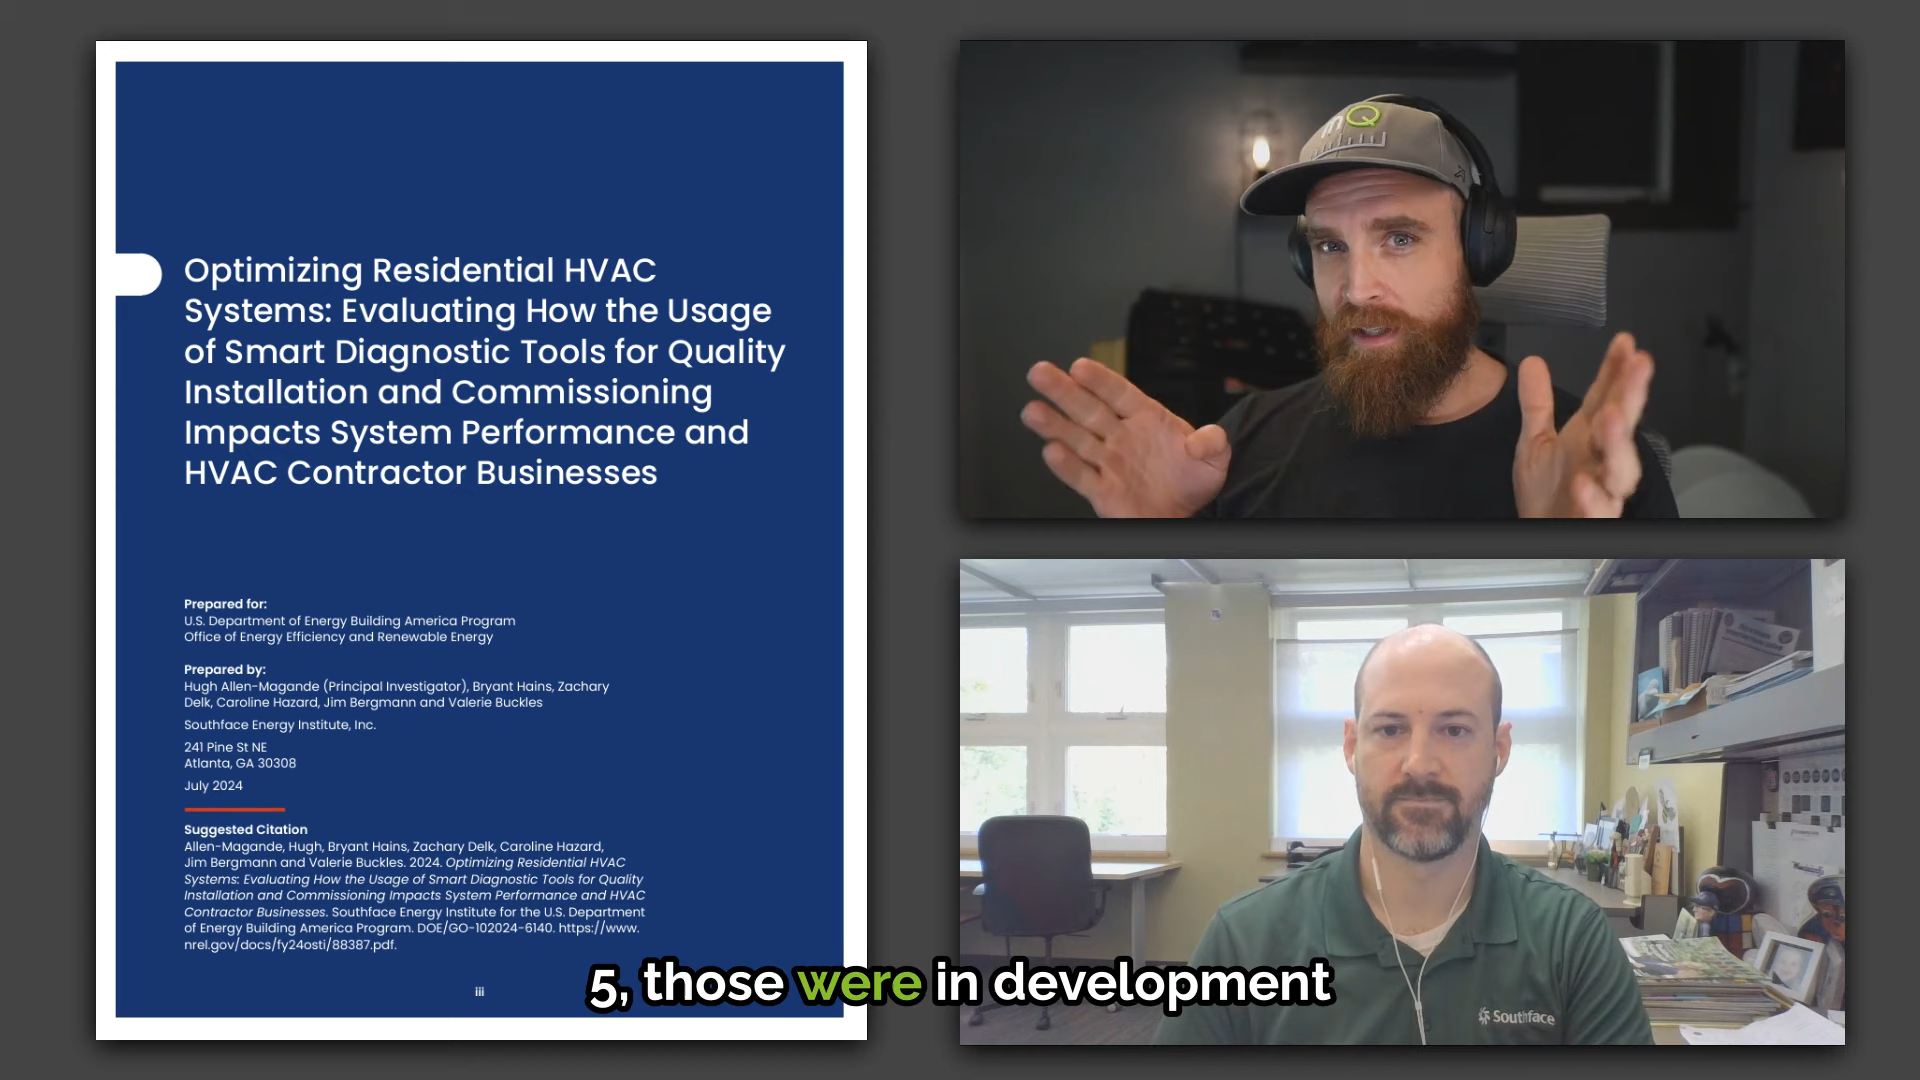 Optimizing Residential HVAC
Systems: Evaluating How the Usage
of Smart Diagnostic Tools for Quality
Installation and Commissioning
Impacts System Performance and
HVAC Contractor Businesses
Prepared for:
U.S. Department of Energy Building America Program
Office of Energy Efficiency and Renewable Energy
Prepared by:
Hugh Allen-Magande (Principal Investigator), Bryant Hains, Zachary
Delk, Caroline Hazard, Jim Bergmann and Valerie Buckles
Southface Energy Institute, Inc.
241 Pine St NE
Atlanta, GA 30308
July 2024
Suggested Citation
Allen-Magande, Hugh, Bryant Hains, Zachary Delk, Caroline Hazard,
Jim Bergmann and Valerie Buckles. 2024. Optimizing Residential HVAC
Systems: Evaluating How the Usage of Smart Diagnostic Tools for Quality
Installation and Commissioning Impacts System Performance and HVAC
Contractor Businesses. Southface Energy Institute for the U.S. Department
of Energy Building America Program. DOE/GO-102024-6140. https://www.
nrel.gov/docs/fy24osti/88387.pdf.
iii
mQ
Southface
5, those were in development